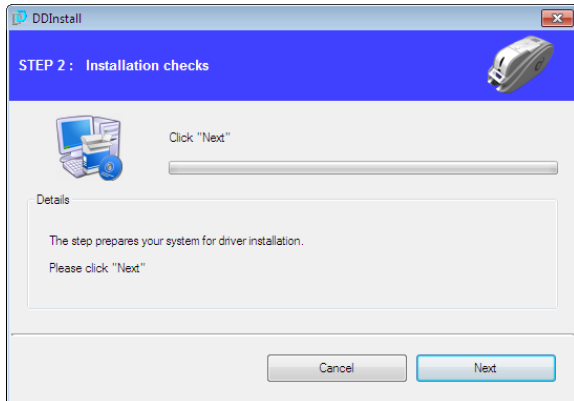 DDInstall
STEP 2 : Installation checks
Click "Next"
Details
The step prepares your system for driver installation.
Please click "Next"
Cancel
Next